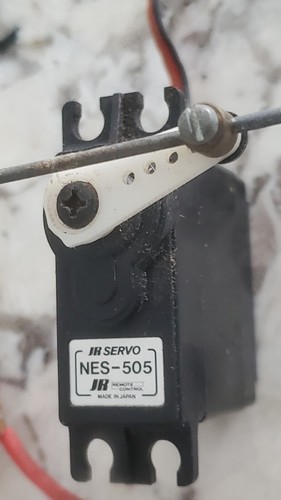 JR SERVO
NES-505
JR REMOTE CONTROL
MADE IN JAPAN